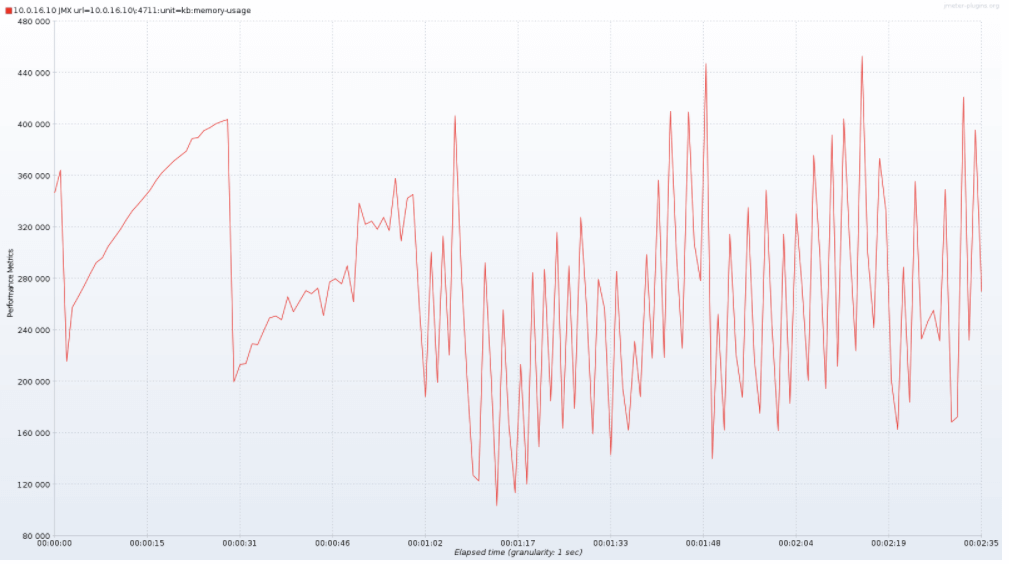 10.0.16.10 JMX url=10.0.16.10\:4711:unit=kb:memory-usage
jmeter-plugins.org
480 000
440 000
400 000
360 000
320 000
280 000
240 000
200 000
160 000
120 000
80 000
Performance Metrics
00:00:00 00:00:15 00:00:31 00:00:46 00:01:02 00:01:17 00:01:33 00:01:48 00:02:04 00:02:19 00:02:35
Elapsed time (granularity: 1 sec)